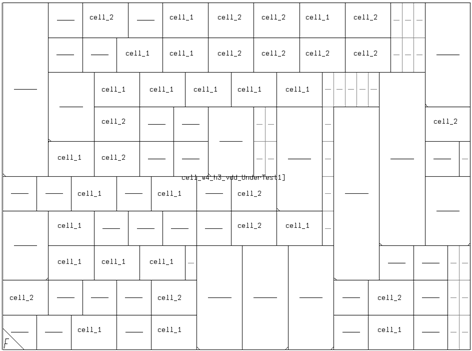 cell_2 cell_1 cell_2 cell_2 cell_1 cell_2
cell_1 cell_1 cell_2 cell_2 cell_2 cell_2
cell_1 cell_1 cell_1 cell_1 cell_1
cell_2 cell_2
cell_1 cell_2
cell_w4_h3_vdd_UnderTest[1]
cell_1 cell_1 cell_2
cell_1 cell_2 cell_1
cell_1 cell_1 cell_1
cell_2 cell_2 cell_2
cell_1 cell_1 cell_1
F